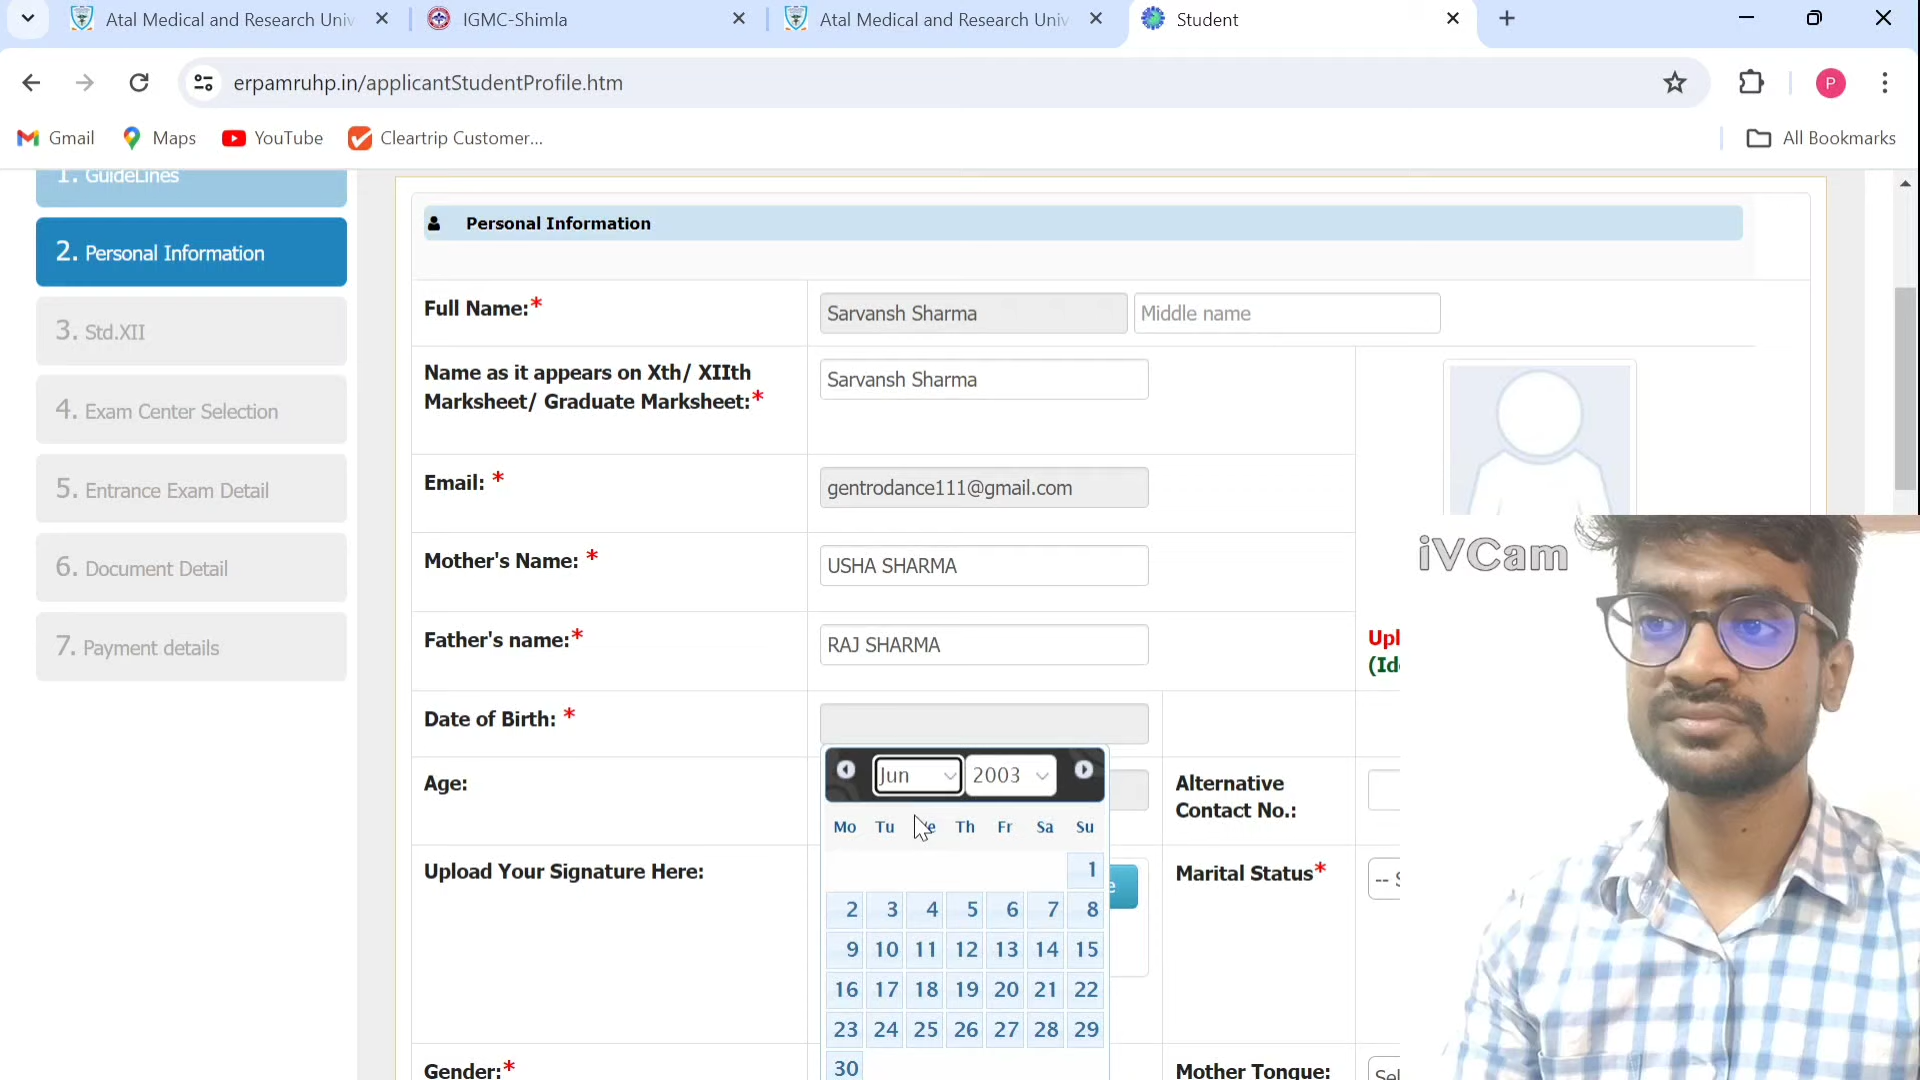 Atal Medical and Research Univ
IGMC-Shimla
Atal Medical and Research Univ
Student
erpamruhp.in/applicantStudentProfile.htm
P
Gmail
Maps
YouTube
Cleartrip Customer...
All Bookmarks
1. GuideLines
2. Personal Information
3. Std.XII
4. Exam Center Selection
5. Entrance Exam Detail
6. Document Detail
7. Payment details
Personal Information
Full Name:*
Sarvansh Sharma
Middle name
Name as it appears on Xth/ XIIth
Marksheet/ Graduate Marksheet:*
Sarvansh Sharma
Email: *
gentrodance111@gmail.com
Mother's Name: *
USHA SHARMA
Father's name:*
RAJ SHARMA
Upl
(Id
Date of Birth: *
Jun 2003
Age:
Alternative
Contact No.:
Mo Tu We Th Fr Sa Su
1
2 3 4 5 6 7 8
9 10 11 12 13 14 15
16 17 18 19 20 21 22
23 24 25 26 27 28 29
30
Upload Your Signature Here:
e
Marital Status*
-- S
Gender:*
Mother Tongue:
Sel
iVCam